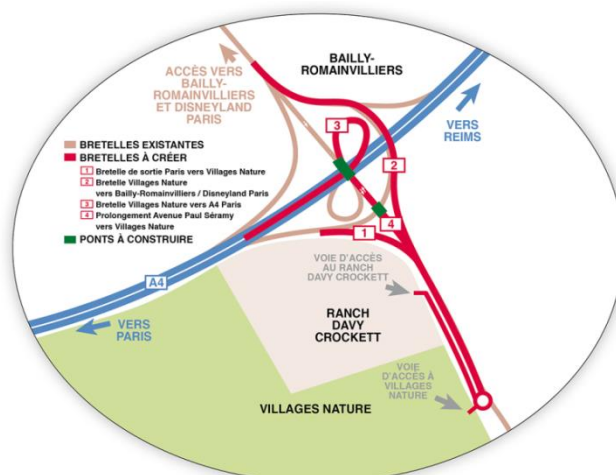 BAILLY-
ROMAINVILLIERS
ACCÈS VERS
BAILLY-
ROMAINVILLIERS
ET DISNEYLAND
PARIS
VERS
REIMS
BRETELLES EXISTANTES
BRETELLES À CRÉER
1 Bretelle de sortie Paris vers Villages Nature
2 Bretelle Villages Nature
vers Bailly-Romainvilliers / Disneyland Paris
3 Bretelle Villages Nature vers A4 Paris
4 Prolongement Avenue Paul Séramy
vers Villages Nature
PONTS À CONSTRUIRE
3
2
4
1
A4
VERS
PARIS
VOIE D'ACCÈS
AU RANCH
DAVY CROCKETT
RANCH
DAVY
CROCKETT
VOIE
D'ACCÈS À
VILLAGES
NATURE
VILLAGES NATURE